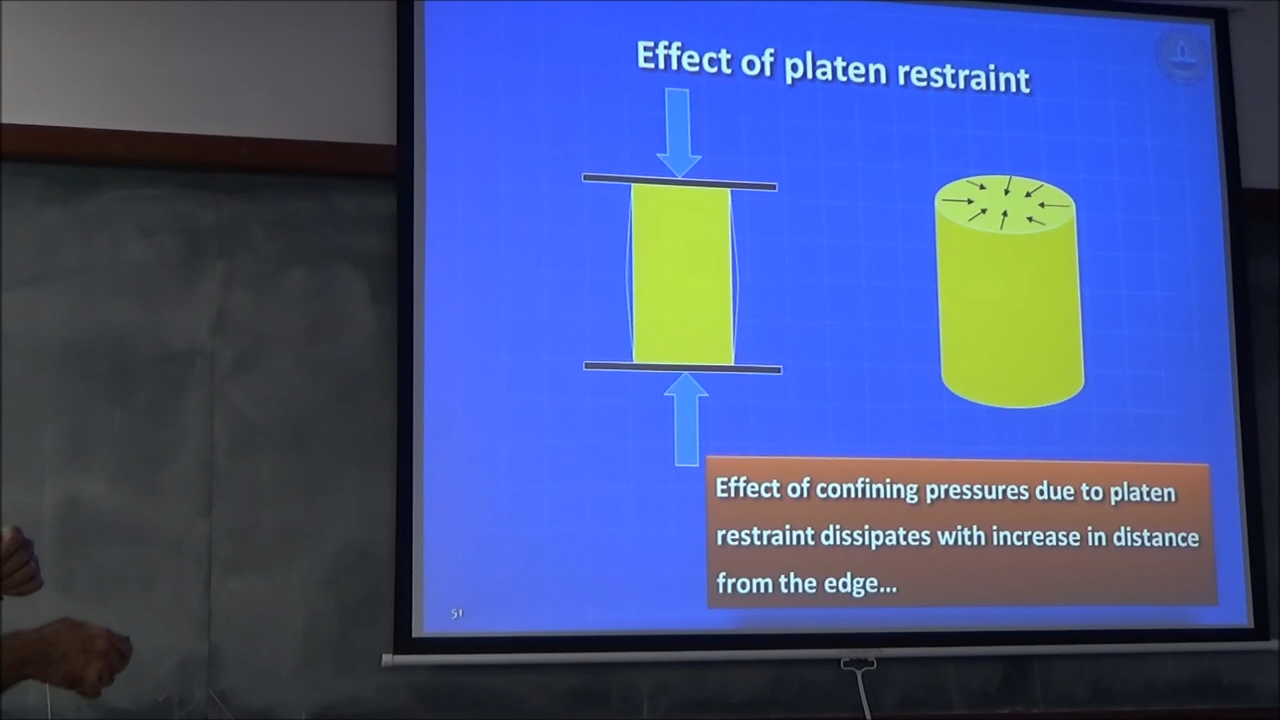 Effect of platen restraint
Effect of confining pressures due to platen
restraint dissipates with increase in distance
from the edge...
51